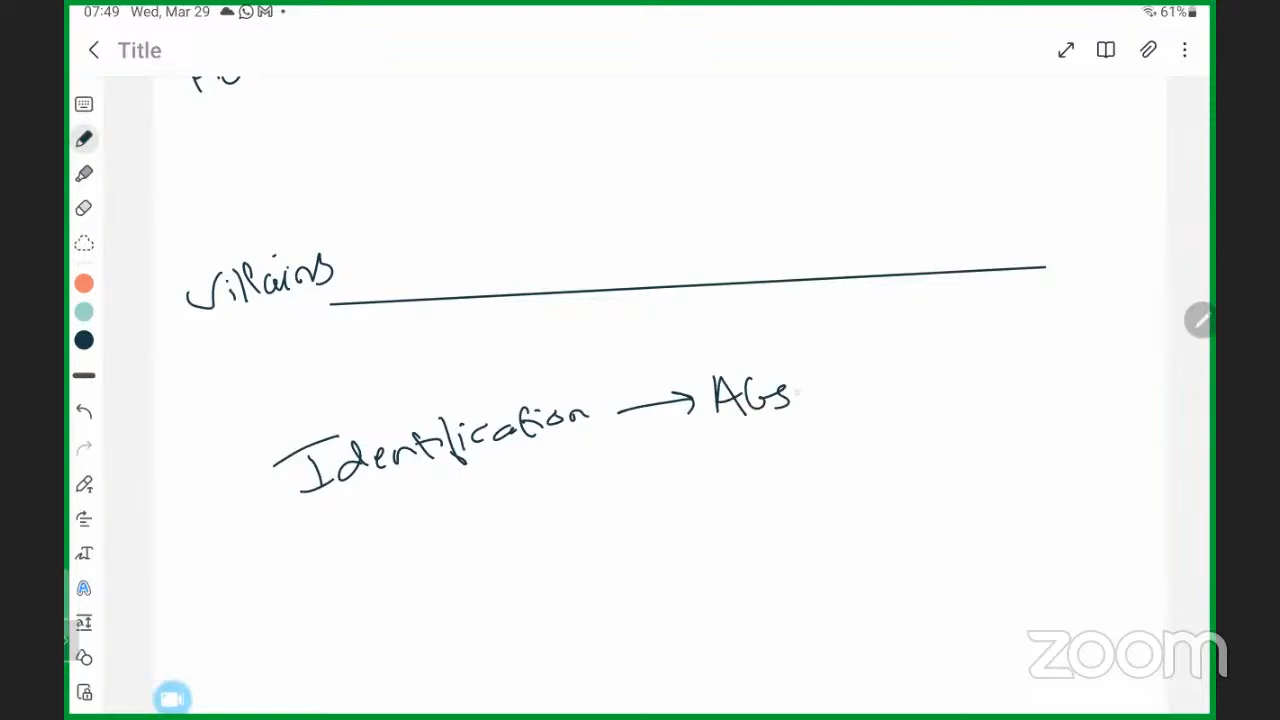 07:49 Wed, Mar 29
61%
Title
Villains
Identification → AGs
zoom